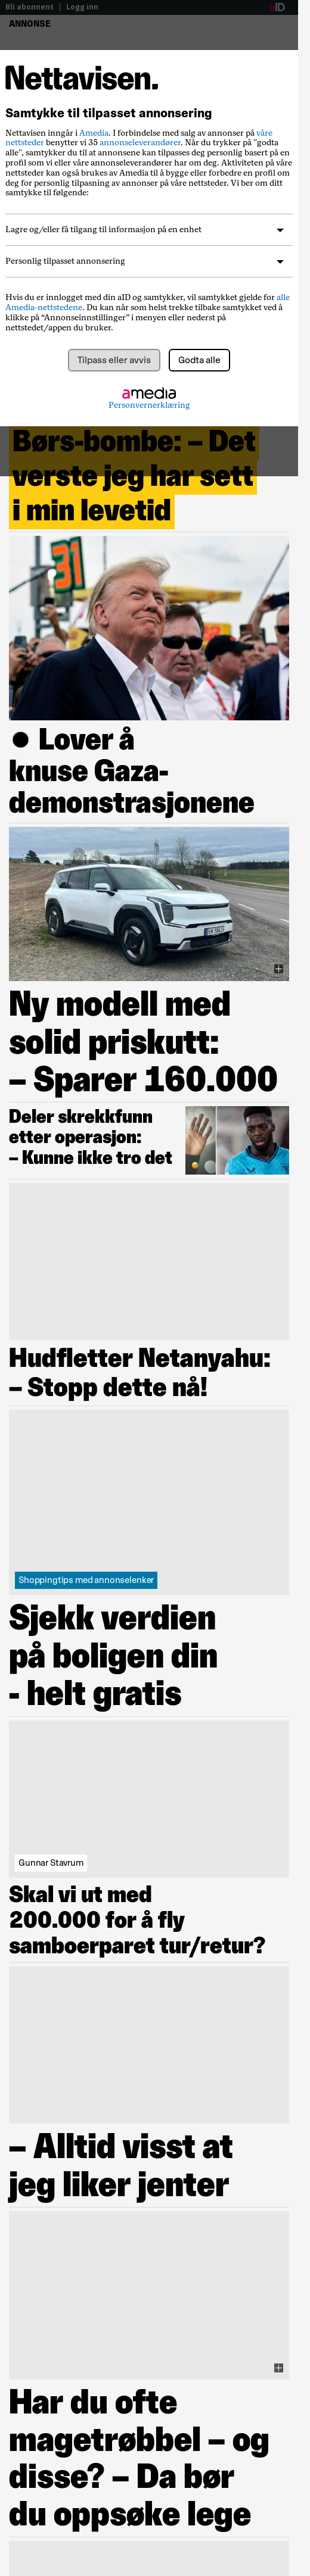 Bli abonnent | Logg inn
aID
ANNONSE
Nettavisen.
Samtykke til tilpasset annonsering
Nettavisen inngår i Amedia. I forbindelse med salg av annonser på våre
nettsteder benytter vi 35 annonseleverandører. Når du trykker på "godta
alle", samtykker du til at annonsene kan tilpasses deg personlig basert på en
profil som vi eller våre annonseleverandører har om deg. Aktiviteten på våre
nettsteder kan også brukes av Amedia til å bygge eller forbedre en profil om
deg for personlig tilpasning av annonser på våre nettsteder. Vi ber om ditt
samtykke til følgende:
Lagre og/eller få tilgang til informasjon på en enhet
Personlig tilpasset annonsering
Hvis du er innlogget med din aID og samtykker, vil samtykket gjelde for alle
Amedia-nettstedene. Du kan når som helst trekke tilbake samtykket ved å
klikke på “Annonseinnstillinger” i menyen eller nederst på
nettstedet/appen du bruker.
Tilpass eller avvis
Godta alle
amedia
Personvernerklæring
Børs-bombe: – Det
verste jeg har sett
i min levetid
31
● Lover å
knuse Gaza-
demonstrasjonene
Ny modell med
solid priskutt:
– Sparer 160.000
Deler skrekkfunn
etter operasjon:
– Kunne ikke tro det
Hudfletter Netanyahu:
– Stopp dette nå!
Shoppingtips med annonselenker
Sjekk verdien
på boligen din
- helt gratis
Gunnar Stavrum
Skal vi ut med
200.000 for å fly
samboerparet tur/retur?
– Alltid visst at
jeg liker jenter
Har du ofte
magetrøbbel – og
disse? – Da bør
du oppsøke lege